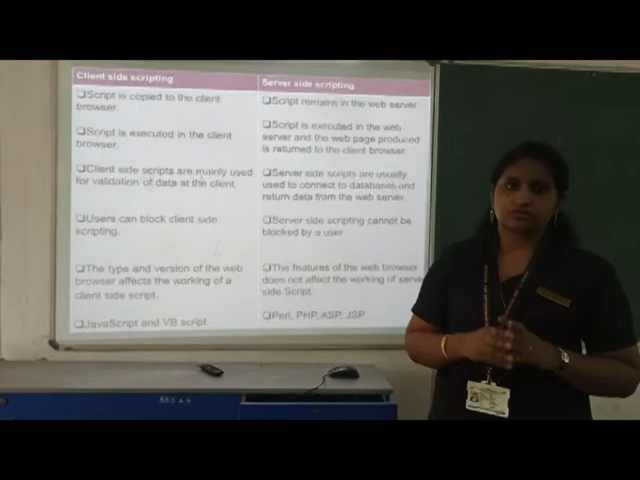 Client side scripting
❑Script is copied to the client
browser.
❑Script is executed in the client
browser.
❑Client side scripts are mainly used
for validation of data at the client.
❑Users can block client side
scripting.
❑The type and version of the web
browser affects the working of a
client side script.
❑JavaScript and VB script
Server side scripting
❑Script remains in the web server
❑Script is executed in the web
server and the web page produced
is returned to the client browser.
❑Server side scripts are usually
used to connect to databases and
return data from the web server
❑Server side scripting cannot be
blocked by a user
❑The features of the web browser
does not affect the working of server
side Script.
❑Perl, PHP, ASP, JSP